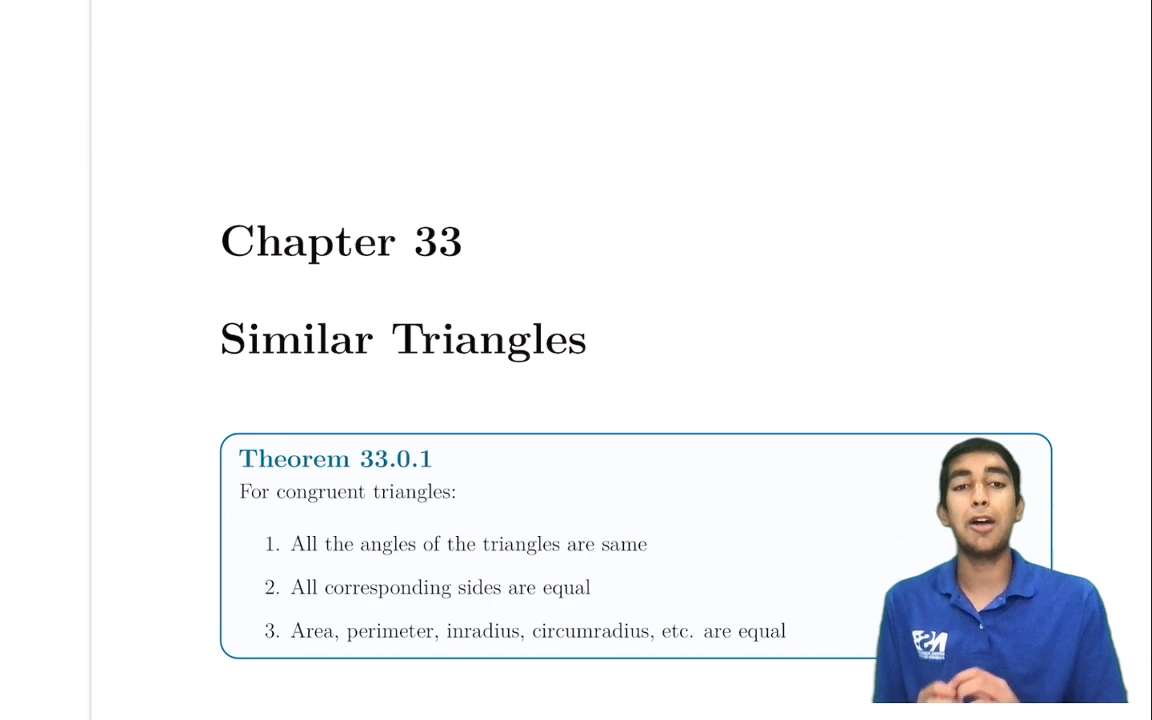 Chapter 33
Similar Triangles
Theorem 33.0.1
For congruent triangles:
1. All the angles of the triangles are same
2. All corresponding sides are equal
3. Area, perimeter, inradius, circumradius, etc. are equal